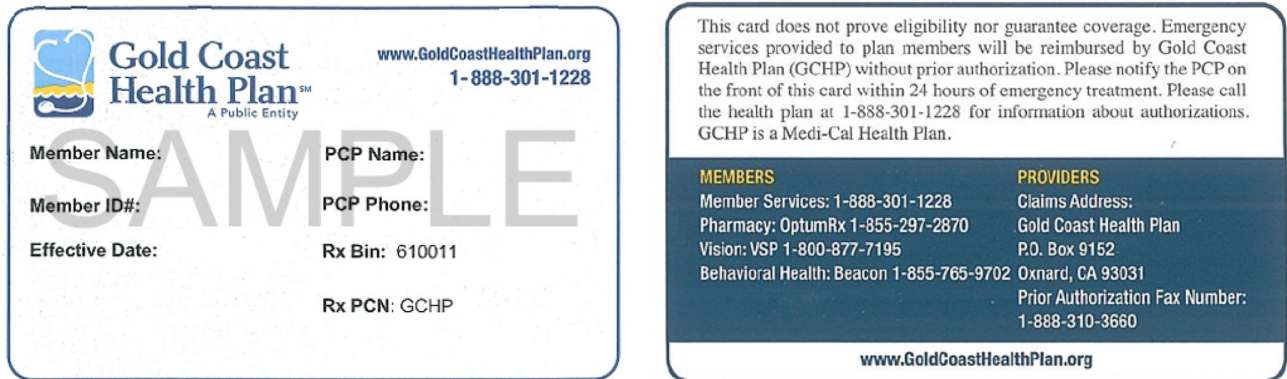 Gold Coast
Health Plan℠
A Public Entity
www.GoldCoastHealthPlan.org
1-888-301-1228
SAMPLE
Member Name:
PCP Name:
Member ID#:
PCP Phone:
Effective Date:
Rx Bin: 610011
Rx PCN: GCHP
This card does not prove eligibility nor guarantee coverage. Emergency
services provided to plan members will be reimbursed by Gold Coast
Health Plan (GCHP) without prior authorization. Please notify the PCP on
the front of this card within 24 hours of emergency treatment. Please call
the health plan at 1-888-301-1228 for information about authorizations.
GCHP is a Medi-Cal Health Plan.
MEMBERS
Member Services: 1-888-301-1228
Pharmacy: OptumRx 1-855-297-2870
Vision: VSP 1-800-877-7195
Behavioral Health: Beacon 1-855-765-9702
PROVIDERS
Claims Address:
Gold Coast Health Plan
P.O. Box 9152
Oxnard, CA 93031
Prior Authorization Fax Number:
1-888-310-3660
www.GoldCoastHealthPlan.org